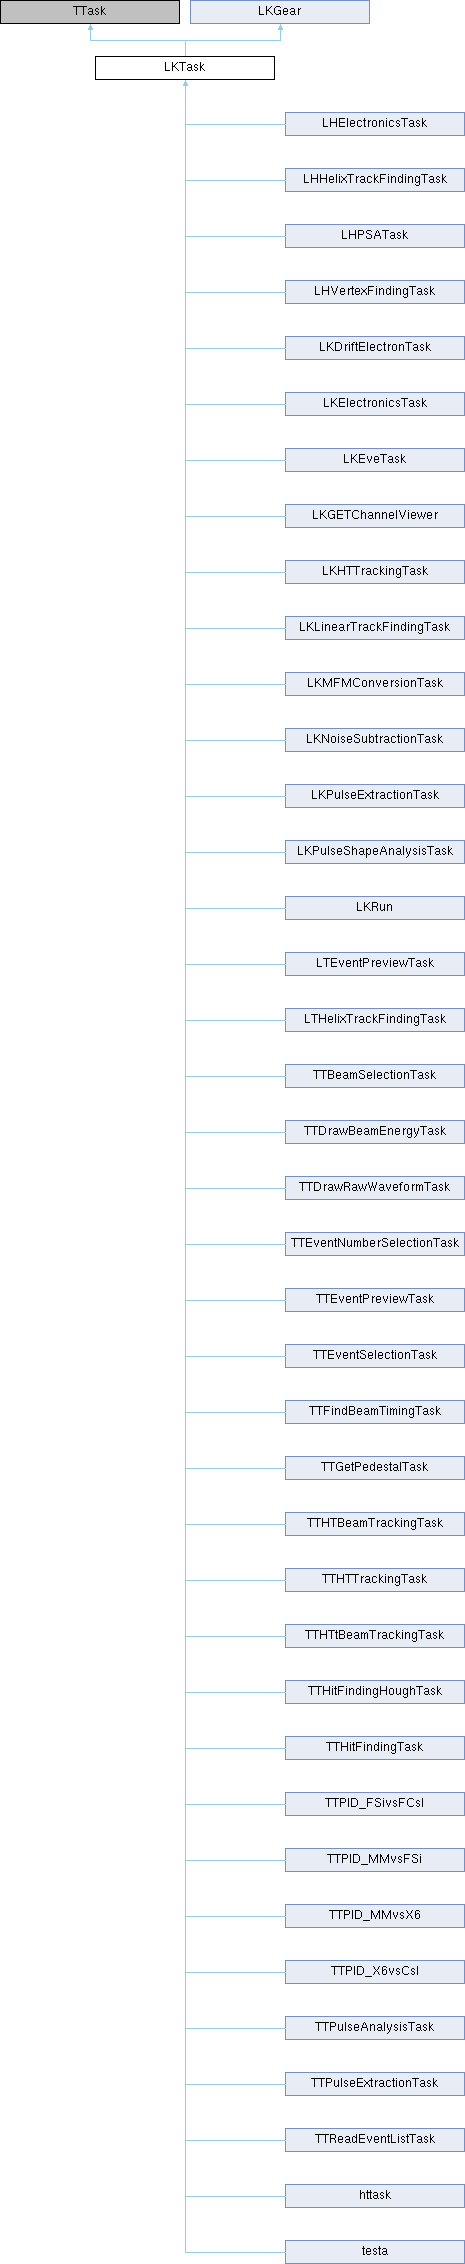 TTask
LKGear
LKTask
LHElectronicsTask
LHHelixTrackFindingTask
LHPSATask
LHVertexFindingTask
LKDriftElectronTask
LKElectronicsTask
LKEveTask
LKGETChannelViewer
LKHTTrackingTask
LKLinearTrackFindingTask
LKMFMConversionTask
LKNoiseSubtractionTask
LKPulseExtractionTask
LKPulseShapeAnalysisTask
LKRun
LTEventPreviewTask
LTHelixTrackFindingTask
TTBeamSelectionTask
TTDrawBeamEnergyTask
TTDrawRawWaveformTask
TTEventNumberSelectionTask
TTEventPreviewTask
TTEventSelectionTask
TTFindBeamTimingTask
TTGetPedestalTask
TTHTBeamTrackingTask
TTHTTrackingTask
TTHTtBeamTrackingTask
TTHitFindingHoughTask
TTHitFindingTask
TTPID_FSivsFCsI
TTPID_MMvsFSi
TTPID_MMvsX6
TTPID_X6vsCsI
TTPulseAnalysisTask
TTPulseExtractionTask
TTReadEventListTask
httask
testa